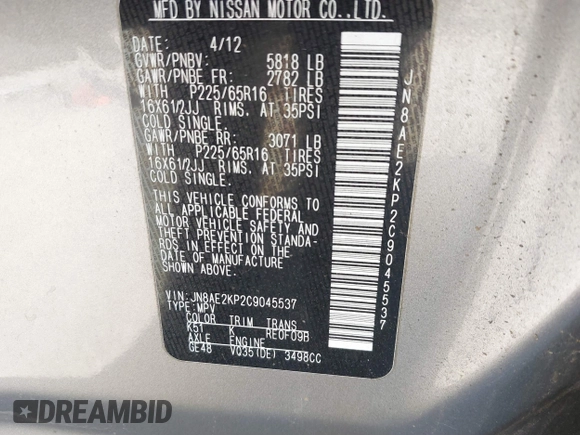 MFD BY NISSAN MOTOR CO.,LTD.
DATE: 4/12
GVWR/PNBV: 5818 LB
GAWR/PNBE FR: 2782 LB
WITH P225/65R16 TIRES
16X61/2JJ RIMS. AT 35PSI
COLD SINGLE.
GAWR/PNBE RR: 3071 LB
WITH P225/65R16 TIRES
16X61/2JJ RIMS. AT 35PSI
COLD SINGLE.
THIS VEHICLE CONFORMS TO
ALL APPLICABLE FEDERAL
MOTOR VEHICLE SAFETY AND
THEFT PREVENTION STANDA-
RDS IN EFFECT ON THE
DATE OF MANUFACTURE
SHOWN ABOVE.
VIN: JN8AE2KP2C9045537
TYPE: MPV
COLOR TRIM TRANS
K51 K RE0F09B
AXLE ENGINE
GE48 VQ35(DE) 3498CC
JN8AE2KP2C9045537
DREAMBID